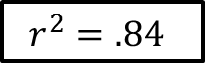 r² = .84